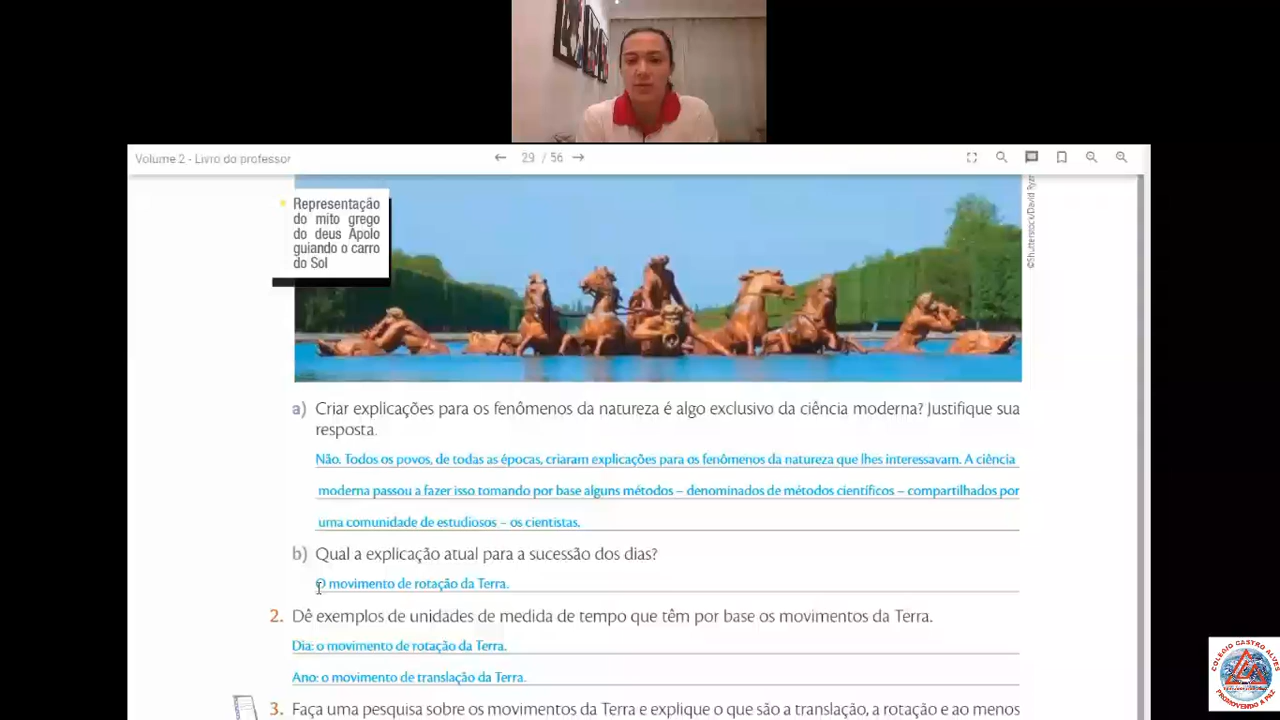 Volume 2 - Livro do professor
29 / 56
Representação
do mito grego
do deus Apolo
guiando o carro
do Sol
©Shutterstock/David Ryzn
a) Criar explicações para os fenômenos da natureza é algo exclusivo da ciência moderna? Justifique sua
resposta.
Não. Todos os povos, de todas as épocas, criaram explicações para os fenômenos da natureza que lhes interessavam. A ciência
moderna passou a fazer isso tomando por base alguns métodos – denominados de métodos científicos – compartilhados por
uma comunidade de estudiosos – os cientistas.
b) Qual a explicação atual para a sucessão dos dias?
O movimento de rotação da Terra.
2. Dê exemplos de unidades de medida de tempo que têm por base os movimentos da Terra.
Dia: o movimento de rotação da Terra.
Ano: o movimento de translação da Terra.
3. Faça uma pesquisa sobre os movimentos da Terra e explique o que são a translação, a rotação e ao menos
COLÉGIO CASTRO ALVES
PROMOVENDO A PAZ